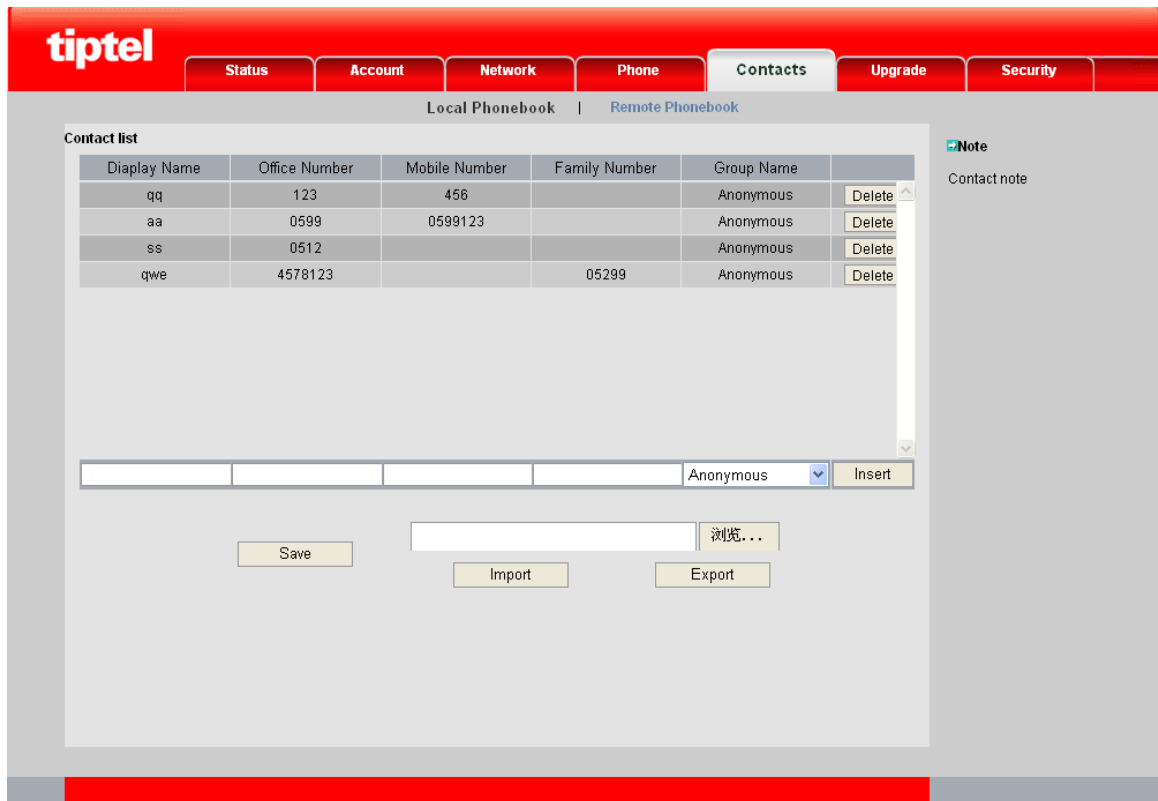 tiptel
Status Account Network Phone Contacts Upgrade Security
Local Phonebook | Remote Phonebook
Contact list
Diaplay Name Office Number Mobile Number Family Number Group Name
qq 123 456 Anonymous Delete
aa 0599 0599123 Anonymous Delete
ss 0512 Anonymous Delete
qwe 4578123 05299 Anonymous Delete
Anonymous Insert
浏览...
Save
Import Export
Note
Contact note